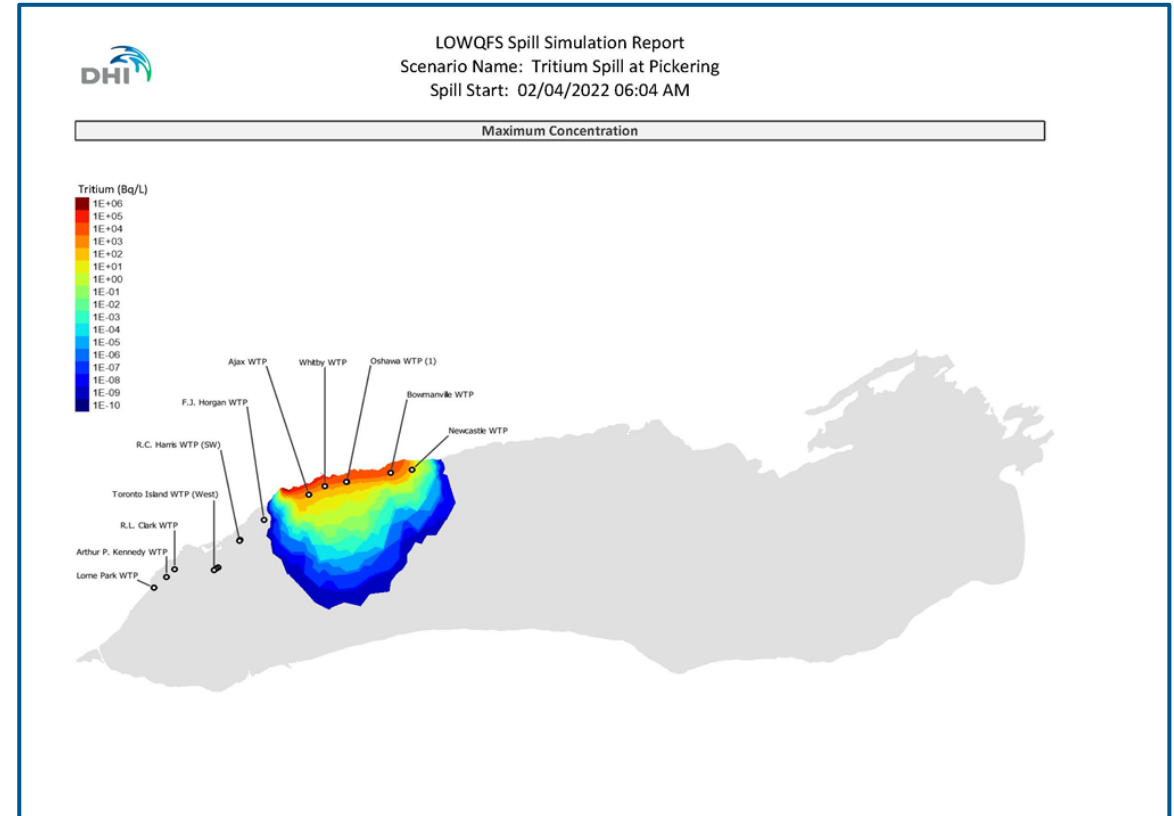 DHI
LOWQFS Spill Simulation Report
Scenario Name: Tritium Spill at Pickering
Spill Start: 02/04/2022 06:04 AM
Maximum Concentration
Tritium (Bq/L)
1E+06
1E+05
1E+04
1E+03
1E+02
1E+01
1E+00
1E-01
1E-02
1E-03
1E-04
1E-05
1E-06
1E-07
1E-08
1E-09
1E-10
Ajax WTP
Whitby WTP
Oshawa WTP (1)
Bowmanville WTP
Newcastle WTP
F.J. Horgan WTP
R.C. Harris WTP (SW)
Toronto Island WTP (West)
R.L. Clark WTP
Arthur P. Kennedy WTP
Lorne Park WTP